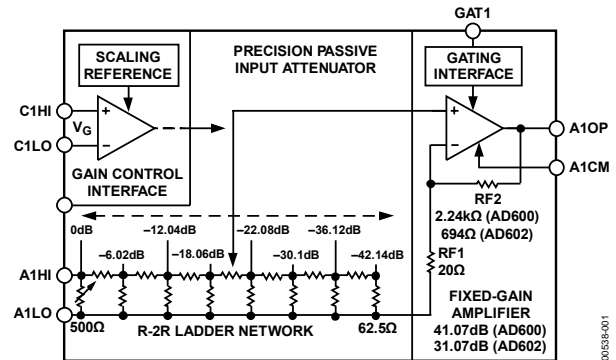 GAT1
SCALING
REFERENCE
PRECISION PASSIVE
INPUT ATTENUATOR
GATING
INTERFACE
C1HI
C1LO
VG
+
−
GAIN CONTROL
INTERFACE
+
−
A1OP
A1CM
RF2
2.24kΩ (AD600)
694Ω (AD602)
RF1
20Ω
0dB
−12.04dB
−22.08dB
−36.12dB
−6.02dB
−18.06dB
−30.1dB
−42.14dB
A1HI
A1LO
500Ω
62.5Ω
R-2R LADDER NETWORK
FIXED-GAIN
AMPLIFIER
41.07dB (AD600)
31.07dB (AD602)
00538-001